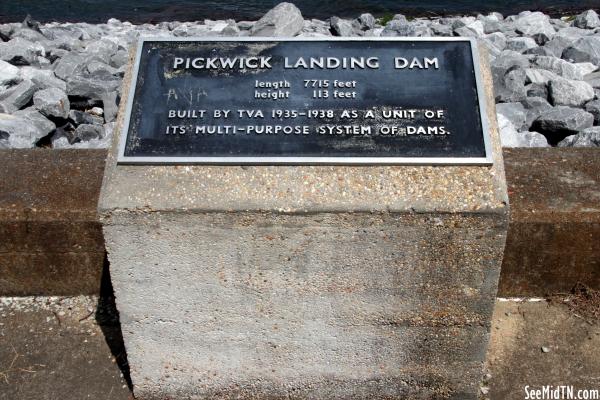 PICKWICK LANDING DAM
length 7715 feet
height 113 feet
BUILT BY TVA 1935-1938 AS A UNIT OF
ITS MULTI-PURPOSE SYSTEM OF DAMS.
SeeMidTN.com